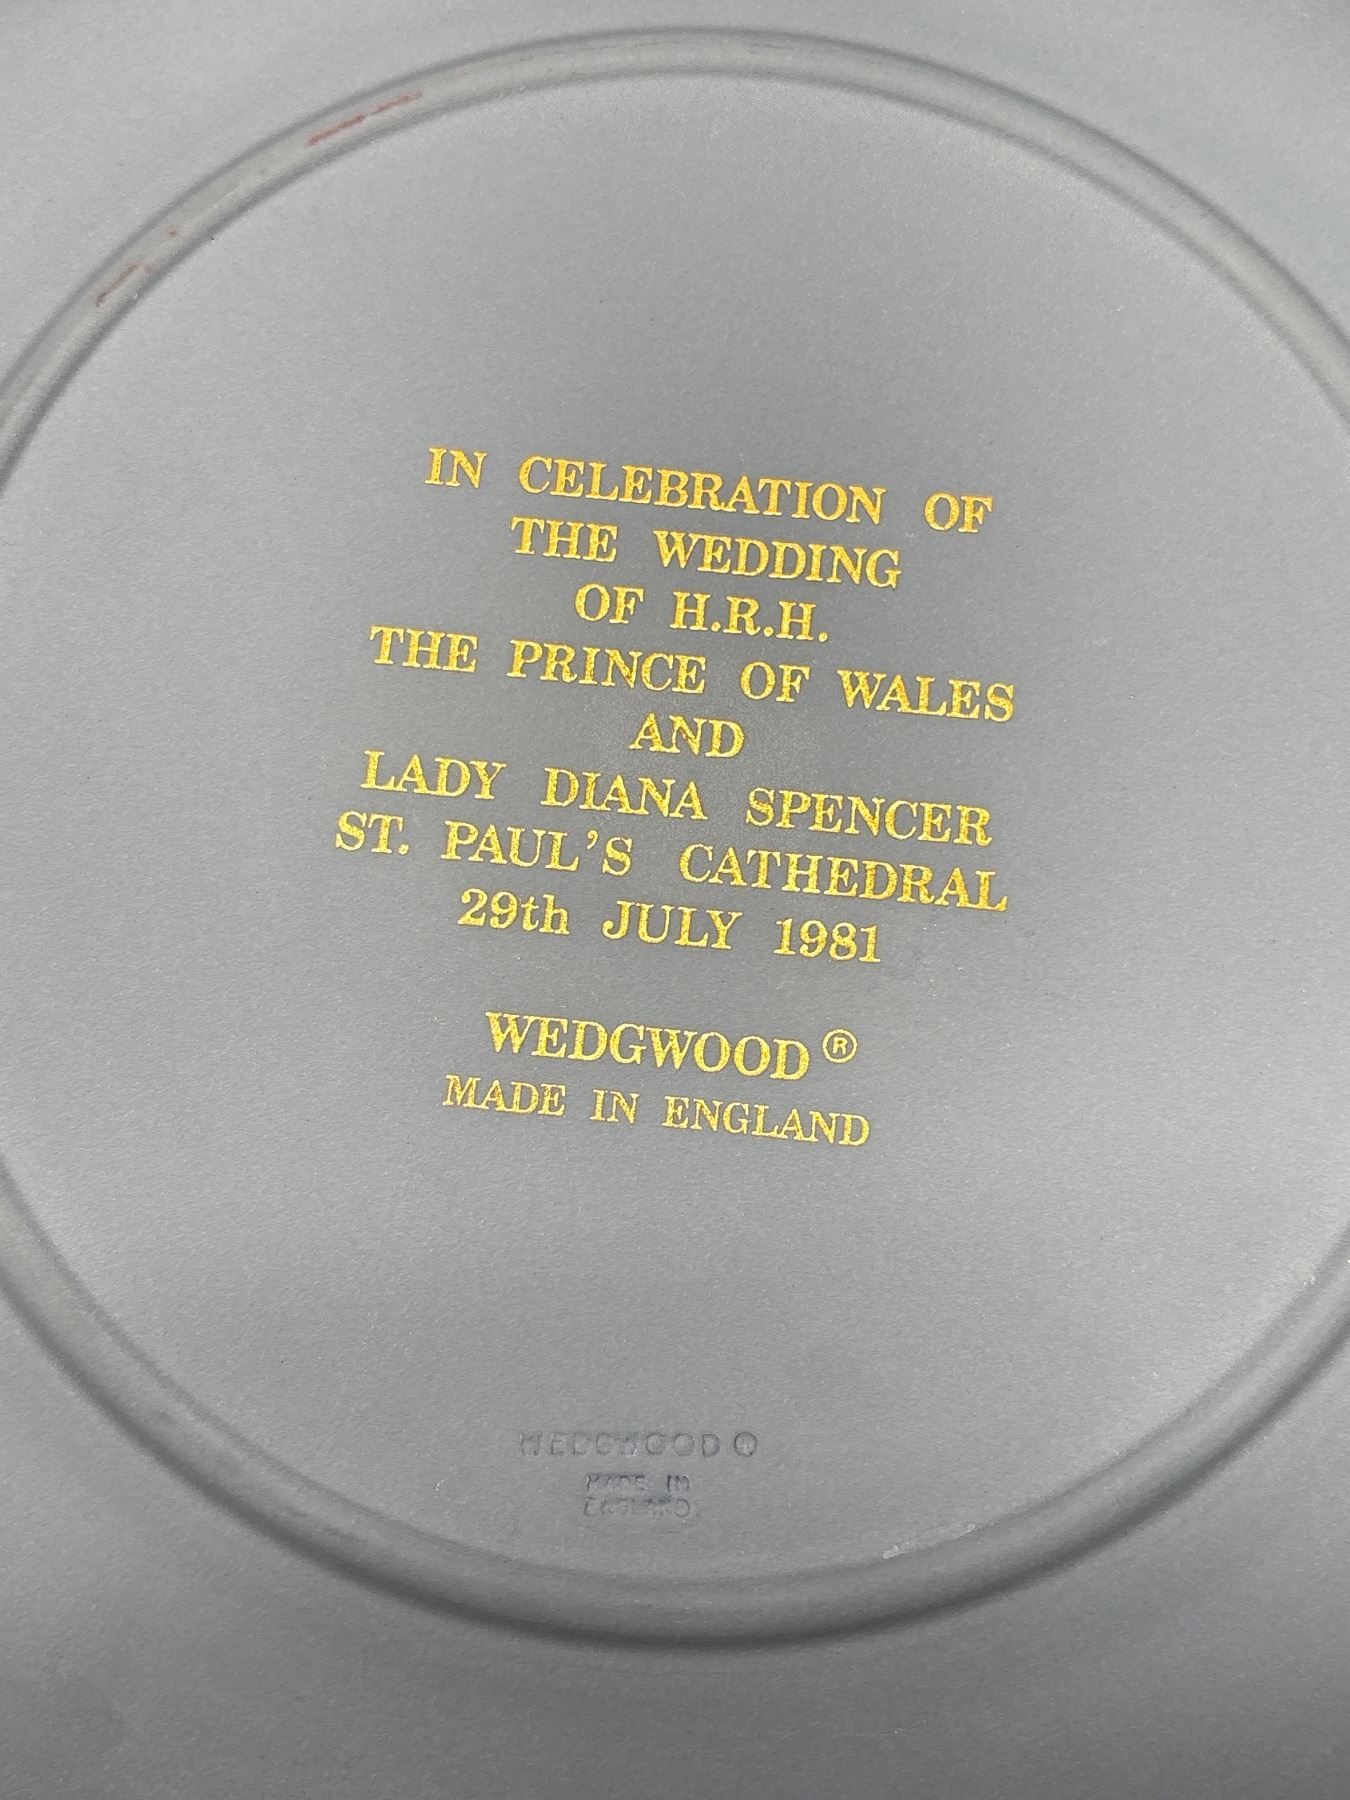 IN CELEBRATION OF
THE WEDDING
OF H.R.H.
THE PRINCE OF WALES
AND
LADY DIANA SPENCER
ST. PAUL'S CATHEDRAL
29th JULY 1981
WEDGWOOD®
MADE IN ENGLAND
WEDGWOOD®
MADE IN
ENGLAND